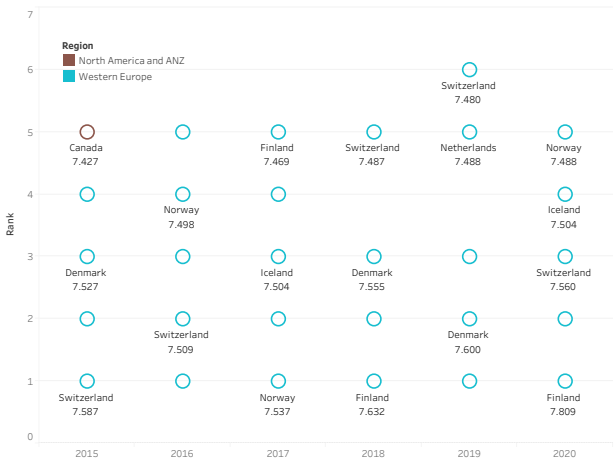 7
Region
North America and ANZ
Western Europe
6
Switzerland
7.480
5
Canada
7.427
Finland
7.469
Switzerland
7.487
Netherlands
7.488
Norway
7.488
4
Norway
7.498
Iceland
7.504
Rank
3
Denmark
7.527
Iceland
7.504
Denmark
7.555
Switzerland
7.560
2
Switzerland
7.509
Denmark
7.600
1
Switzerland
7.587
Norway
7.537
Finland
7.632
Finland
7.809
0
2015 2016 2017 2018 2019 2020